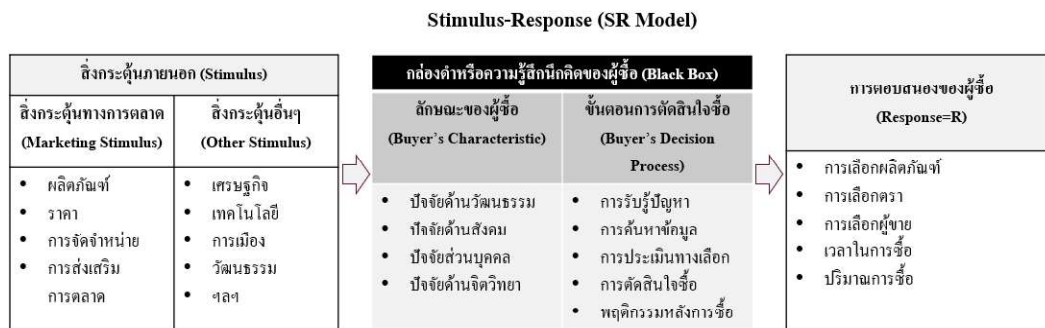 Stimulus-Response (SR Model)
สิ่งกระตุ้นภายนอก (Stimulus)
สิ่งกระตุ้นทางการตลาด
(Marketing Stimulus)
• ผลิตภัณฑ์
• ราคา
• การจัดจำหน่าย
• การส่งเสริม
การตลาด
สิ่งกระตุ้นอื่นๆ
(Other Stimulus)
• เศรษฐกิจ
• เทคโนโลยี
• การเมือง
• วัฒนธรรม
• ฯลฯ
กล่องดำหรือความรู้สึกนึกคิดของผู้ซื้อ (Black Box)
ลักษณะของผู้ซื้อ
(Buyer's Characteristic)
• ปัจจัยด้านวัฒนธรรม
• ปัจจัยด้านสังคม
• ปัจจัยส่วนบุคคล
• ปัจจัยด้านจิตวิทยา
ขั้นตอนการตัดสินใจซื้อ
(Buyer's Decision
Process)
• การรับรู้ปัญหา
• การค้นหาข้อมูล
• การประเมินทางเลือก
• การตัดสินใจซื้อ
• พฤติกรรมหลังการซื้อ
การตอบสนองของผู้ซื้อ
(Response=R)
• การเลือกผลิตภัณฑ์
• การเลือกตรา
• การเลือกผู้ขาย
• เวลาในการซื้อ
• ปริมาณการซื้อ